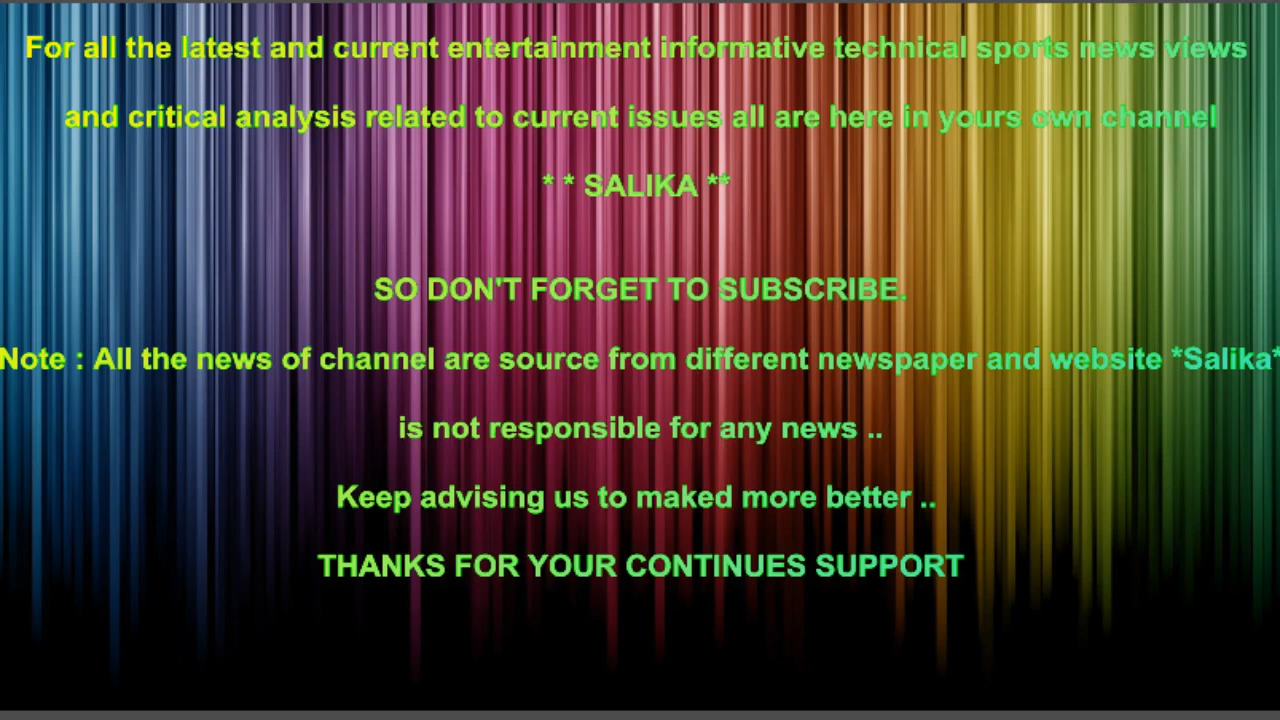 For all the latest and current entertainment informative technical sports news views
and critical analysis related to current issues all are here in yours own channel
* * SALIKA **
SO DON'T FORGET TO SUBSCRIBE.
Note : All the news of channel are source from different newspaper and website *Salika*
is not responsible for any news ..
Keep advising us to maked more better ..
THANKS FOR YOUR CONTINUES SUPPORT